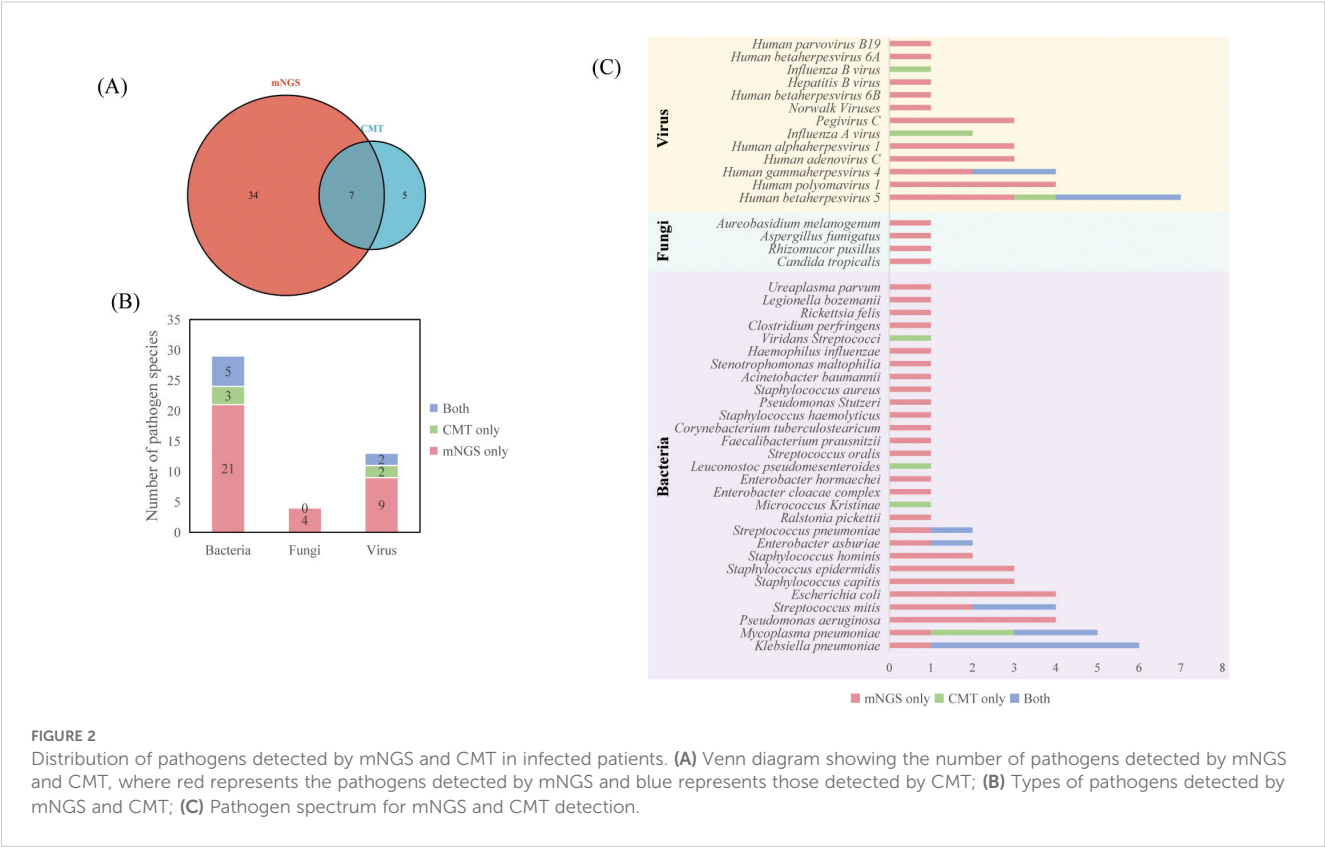 (A)
mNGS
CMT
34
7
5
(B)
Number of pathogen species
35
30
25
20
15
10
5
0
5
3
21
0
4
2
2
9
Bacteria
Fungi
Virus
Both
CMT only
mNGS only
(C)
Virus
Human parvovirus B19
Human betaherpesvirus 6A
Influenza B virus
Hepatitis B virus
Human betaherpesvirus 6B
Norwalk Viruses
Pegivirus C
Influenza A virus
Human alphaherpesvirus 1
Human adenovirus C
Human gammaherpesvirus 4
Human polyomavirus 1
Human betaherpesvirus 5
Fungi
Aureobasidium melanogenum
Aspergillus fumigatus
Rhizomucor pusillus
Candida tropicalis
Bacteria
Ureaplasma parvum
Legionella bozemanii
Rickettsia felis
Clostridium perfringens
Viridans Streptococci
Haemophilus influenzae
Stenotrophomonas maltophilia
Acinetobacter baumannii
Staphylococcus aureus
Pseudomonas Stutzeri
Staphylococcus haemolyticus
Corynebacterium tuberculostearicum
Faecalibacterium prausnitzii
Streptococcus oralis
Leuconostoc pseudomesenteroides
Enterobacter hormaechei
Enterobacter cloacae complex
Micrococcus Kristinae
Ralstonia pickettii
Streptococcus pneumoniae
Enterobacter asburiae
Staphylococcus hominis
Staphylococcus epidermidis
Staphylococcus capitis
Escherichia coli
Streptococcus mitis
Pseudomonas aeruginosa
Mycoplasma pneumoniae
Klebsiella pneumoniae
0 1 2 3 4 5 6 7 8
mNGS only CMT only Both
FIGURE 2
Distribution of pathogens detected by mNGS and CMT in infected patients. (A) Venn diagram showing the number of pathogens detected by mNGS
and CMT, where red represents the pathogens detected by mNGS and blue represents those detected by CMT; (B) Types of pathogens detected by
mNGS and CMT; (C) Pathogen spectrum for mNGS and CMT detection.